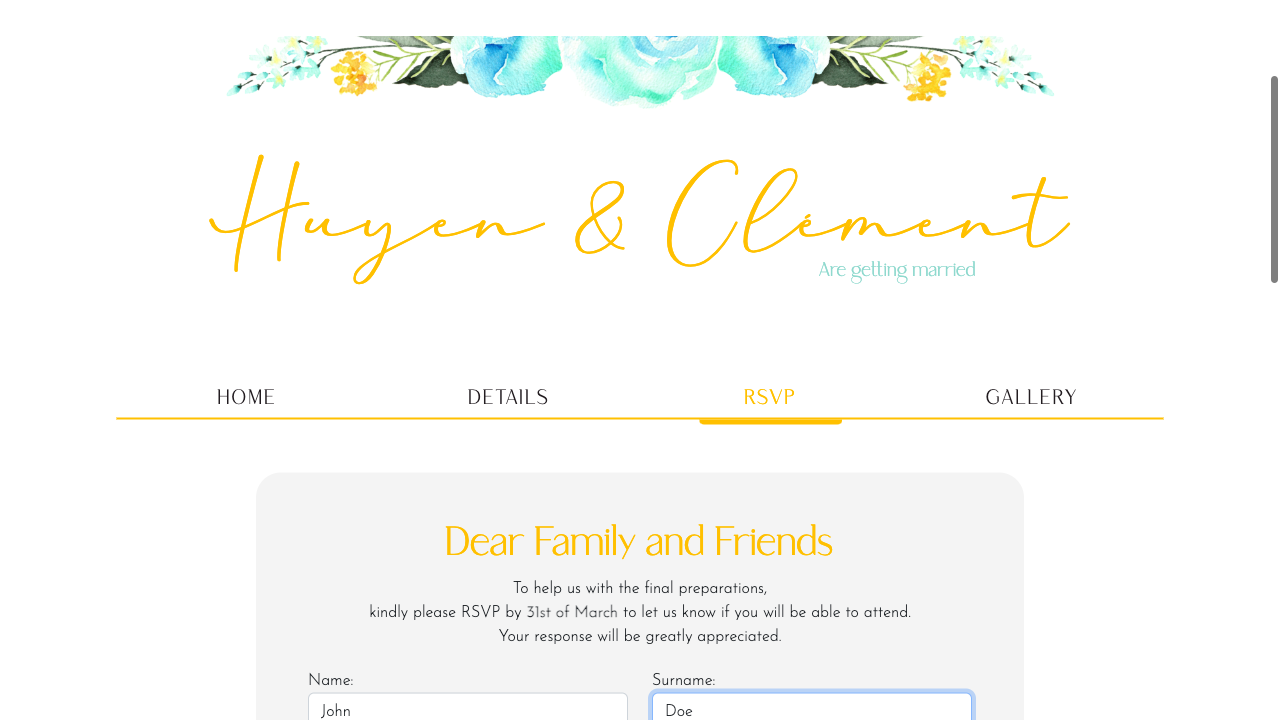 Huyen & Clément
Are getting married
HOME DETAILS RSVP GALLERY
Dear Family and Friends
To help us with the final preparations,
kindly please RSVP by 31st of March to let us know if you will be able to attend.
Your response will be greatly appreciated.
Name: Surname:
John Doe